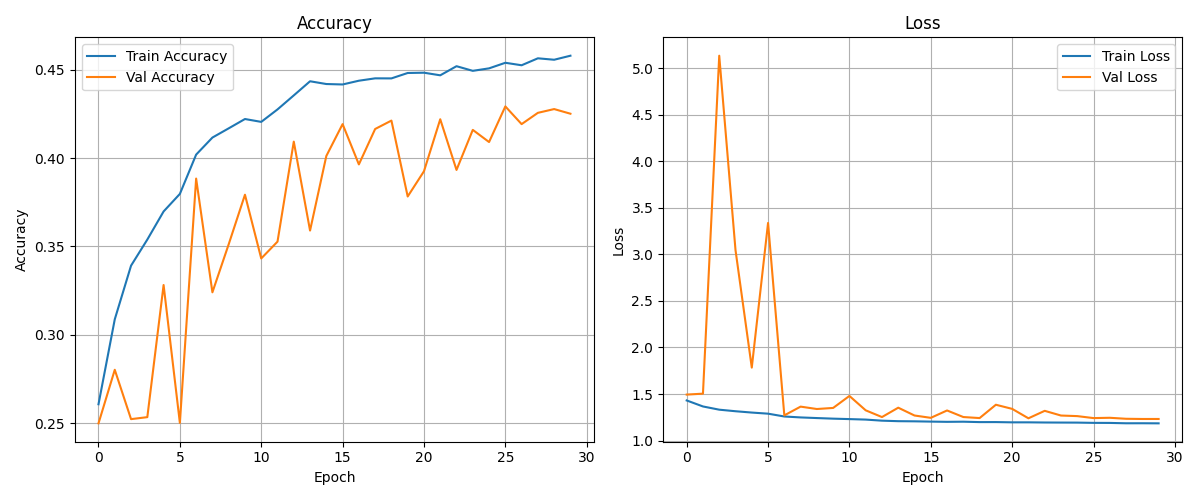 Accuracy
Train Accuracy
Val Accuracy
Accuracy
0.45
0.40
0.35
0.30
0.25
0 5 10 15 20 25 30
Epoch
Loss
Train Loss
Val Loss
Loss
5.0
4.5
4.0
3.5
3.0
2.5
2.0
1.5
1.0
0 5 10 15 20 25 30
Epoch